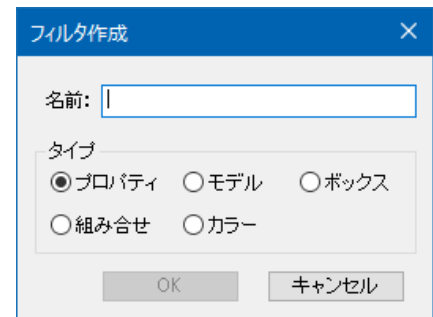 フィルタ作成
名前:
タイプ
プロパティ モデル ボックス
組み合せ カラー
OK キャンセル